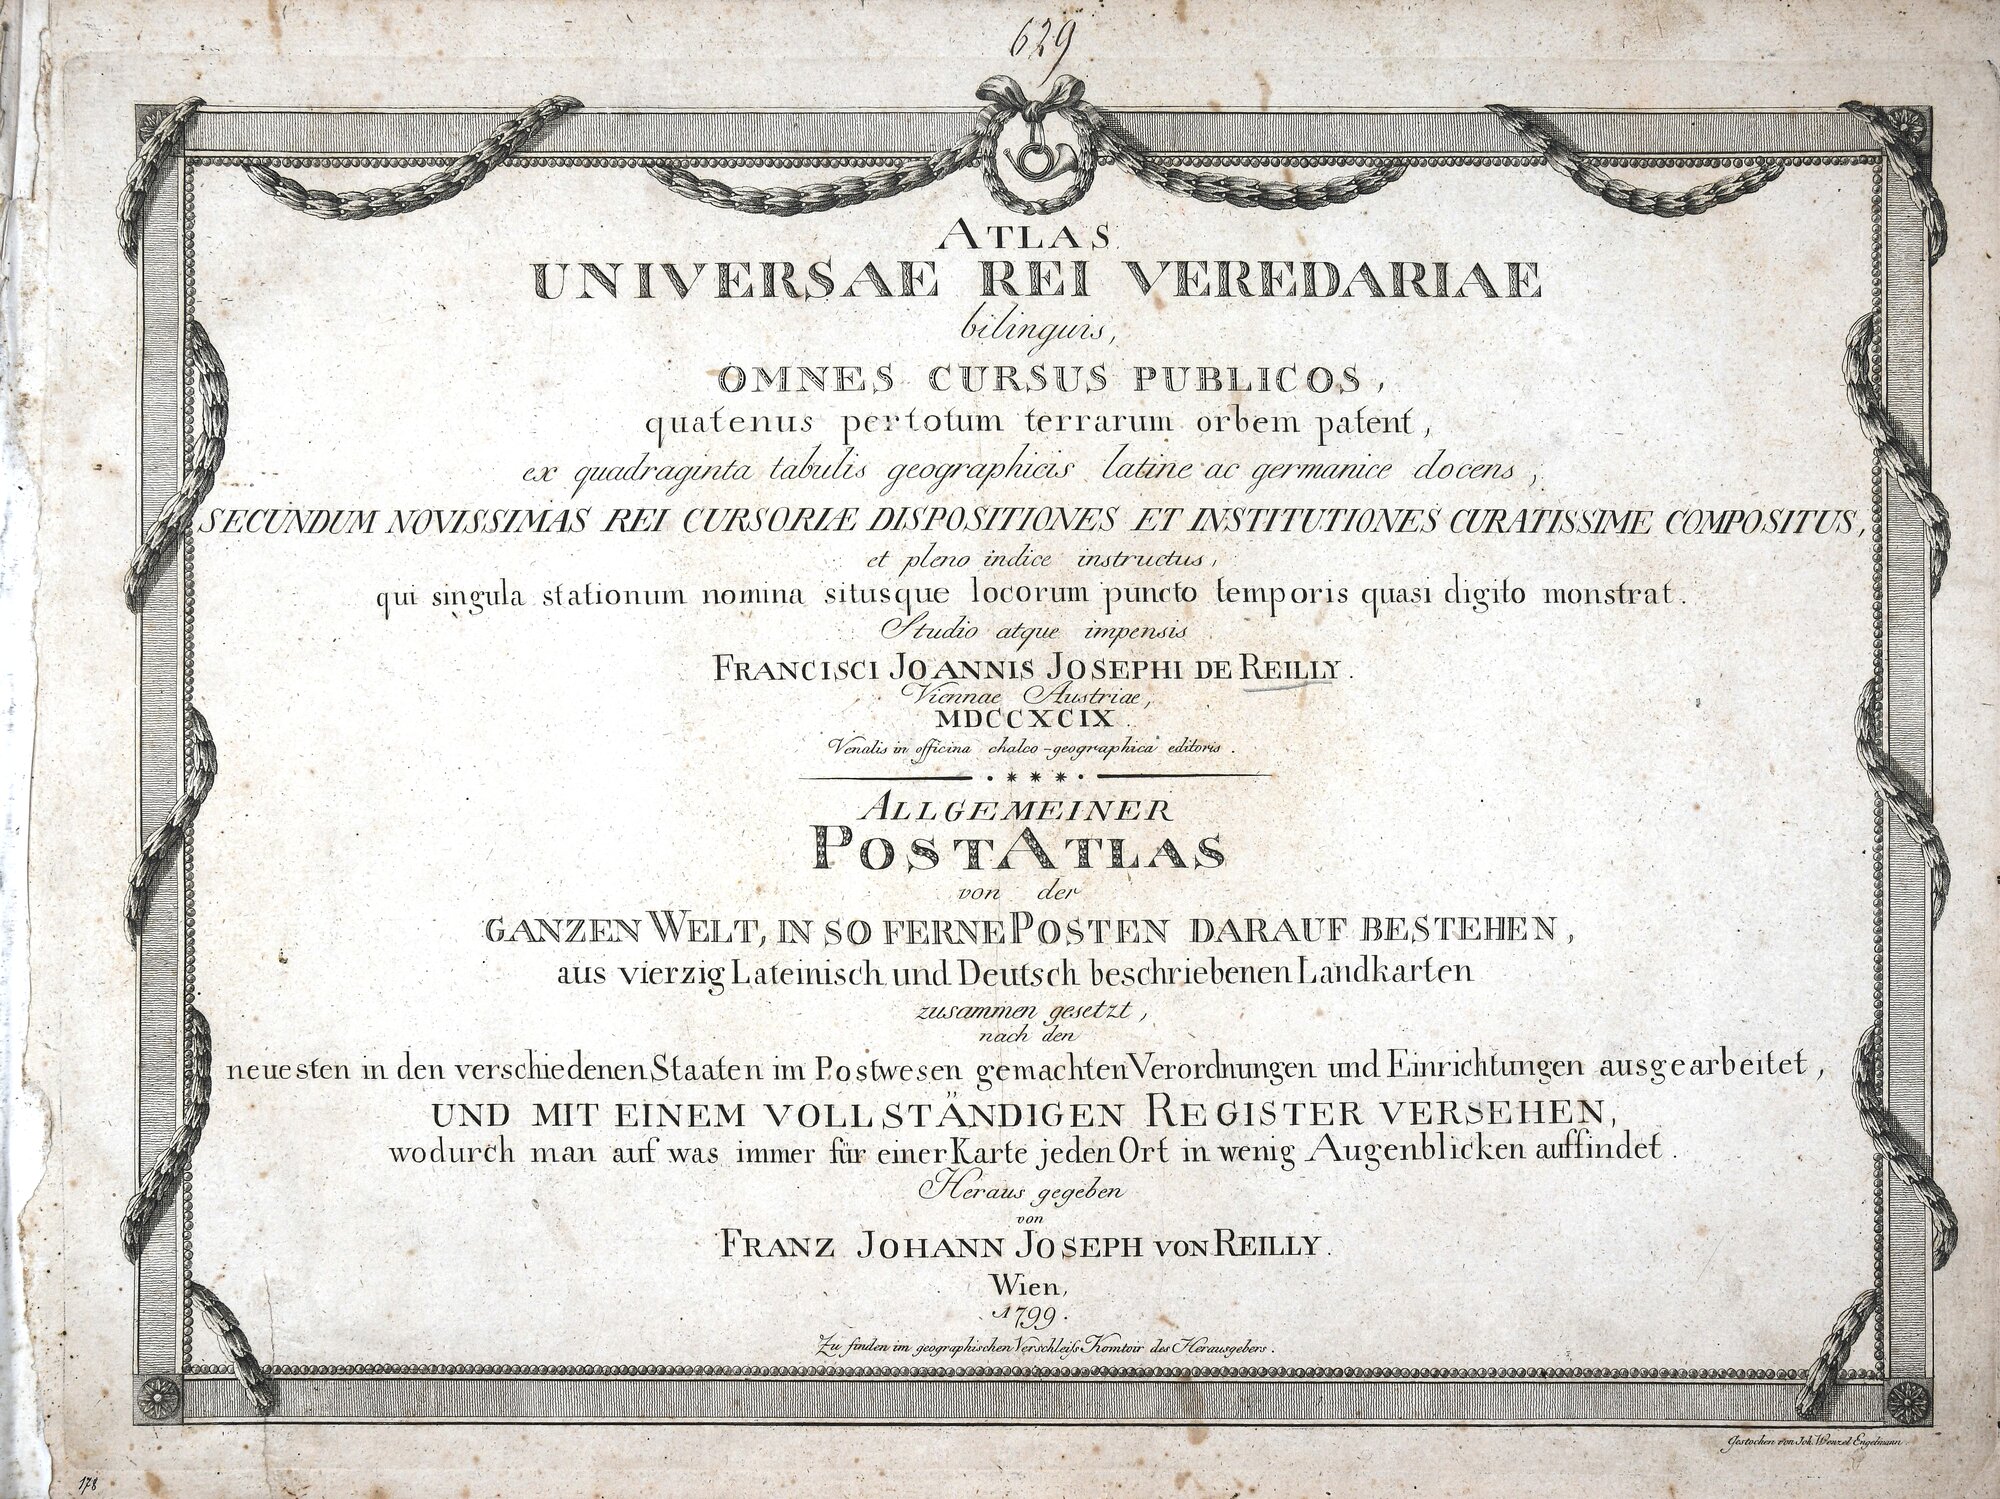 629
ATLAS
UNIVERSAE REI VEREDARIAE
bilinguis,
OMNES CURSUS PUBLICOS,
quatenus pertotum terrarum orbem patent,
ex quadraginta tabulis geographicis latine ac germanice docens,
SECUNDUM NOVISSIMAS REI CURSORIÆ DISPOSITIONES ET INSTITUTIONES CURATISSIME COMPOSITUS,
et pleno indice instructus,
qui singula stationum nomina situsque locorum puncto temporis quasi digito monstrat.
Studio atque impensis
FRANCISCI JOANNIS JOSEPHI DE REILLY.
Viennae Austriae,
MDCCXCIX.
Venalis in officina chalco-geographica editoris.
ALLGEMEINER
POSTATLAS
von der
GANZEN WELT, IN SO FERNE POSTEN DARAUF BESTEHEN,
aus vierzig Lateinisch und Deutsch beschriebenen Landkarten
zusammen gesetzt,
nach den
neuesten in den verschiedenen Staaten im Postwesen gemachten Verordnungen und Einrichtungen ausgearbeitet,
UND MIT EINEM VOLLSTÄNDIGEN REGISTER VERSEHEN,
wodurch man auf was immer für einer Karte jeden Ort in wenig Augenblicken auffindet.
Heraus gegeben
von
FRANZ JOHANN JOSEPH VON REILLY.
Wien,
1799.
Zu finden im geographischen Verschleiſs Komtoir des Herausgebers.
Gestochen von Joh. Wenzel Engelmann.
178